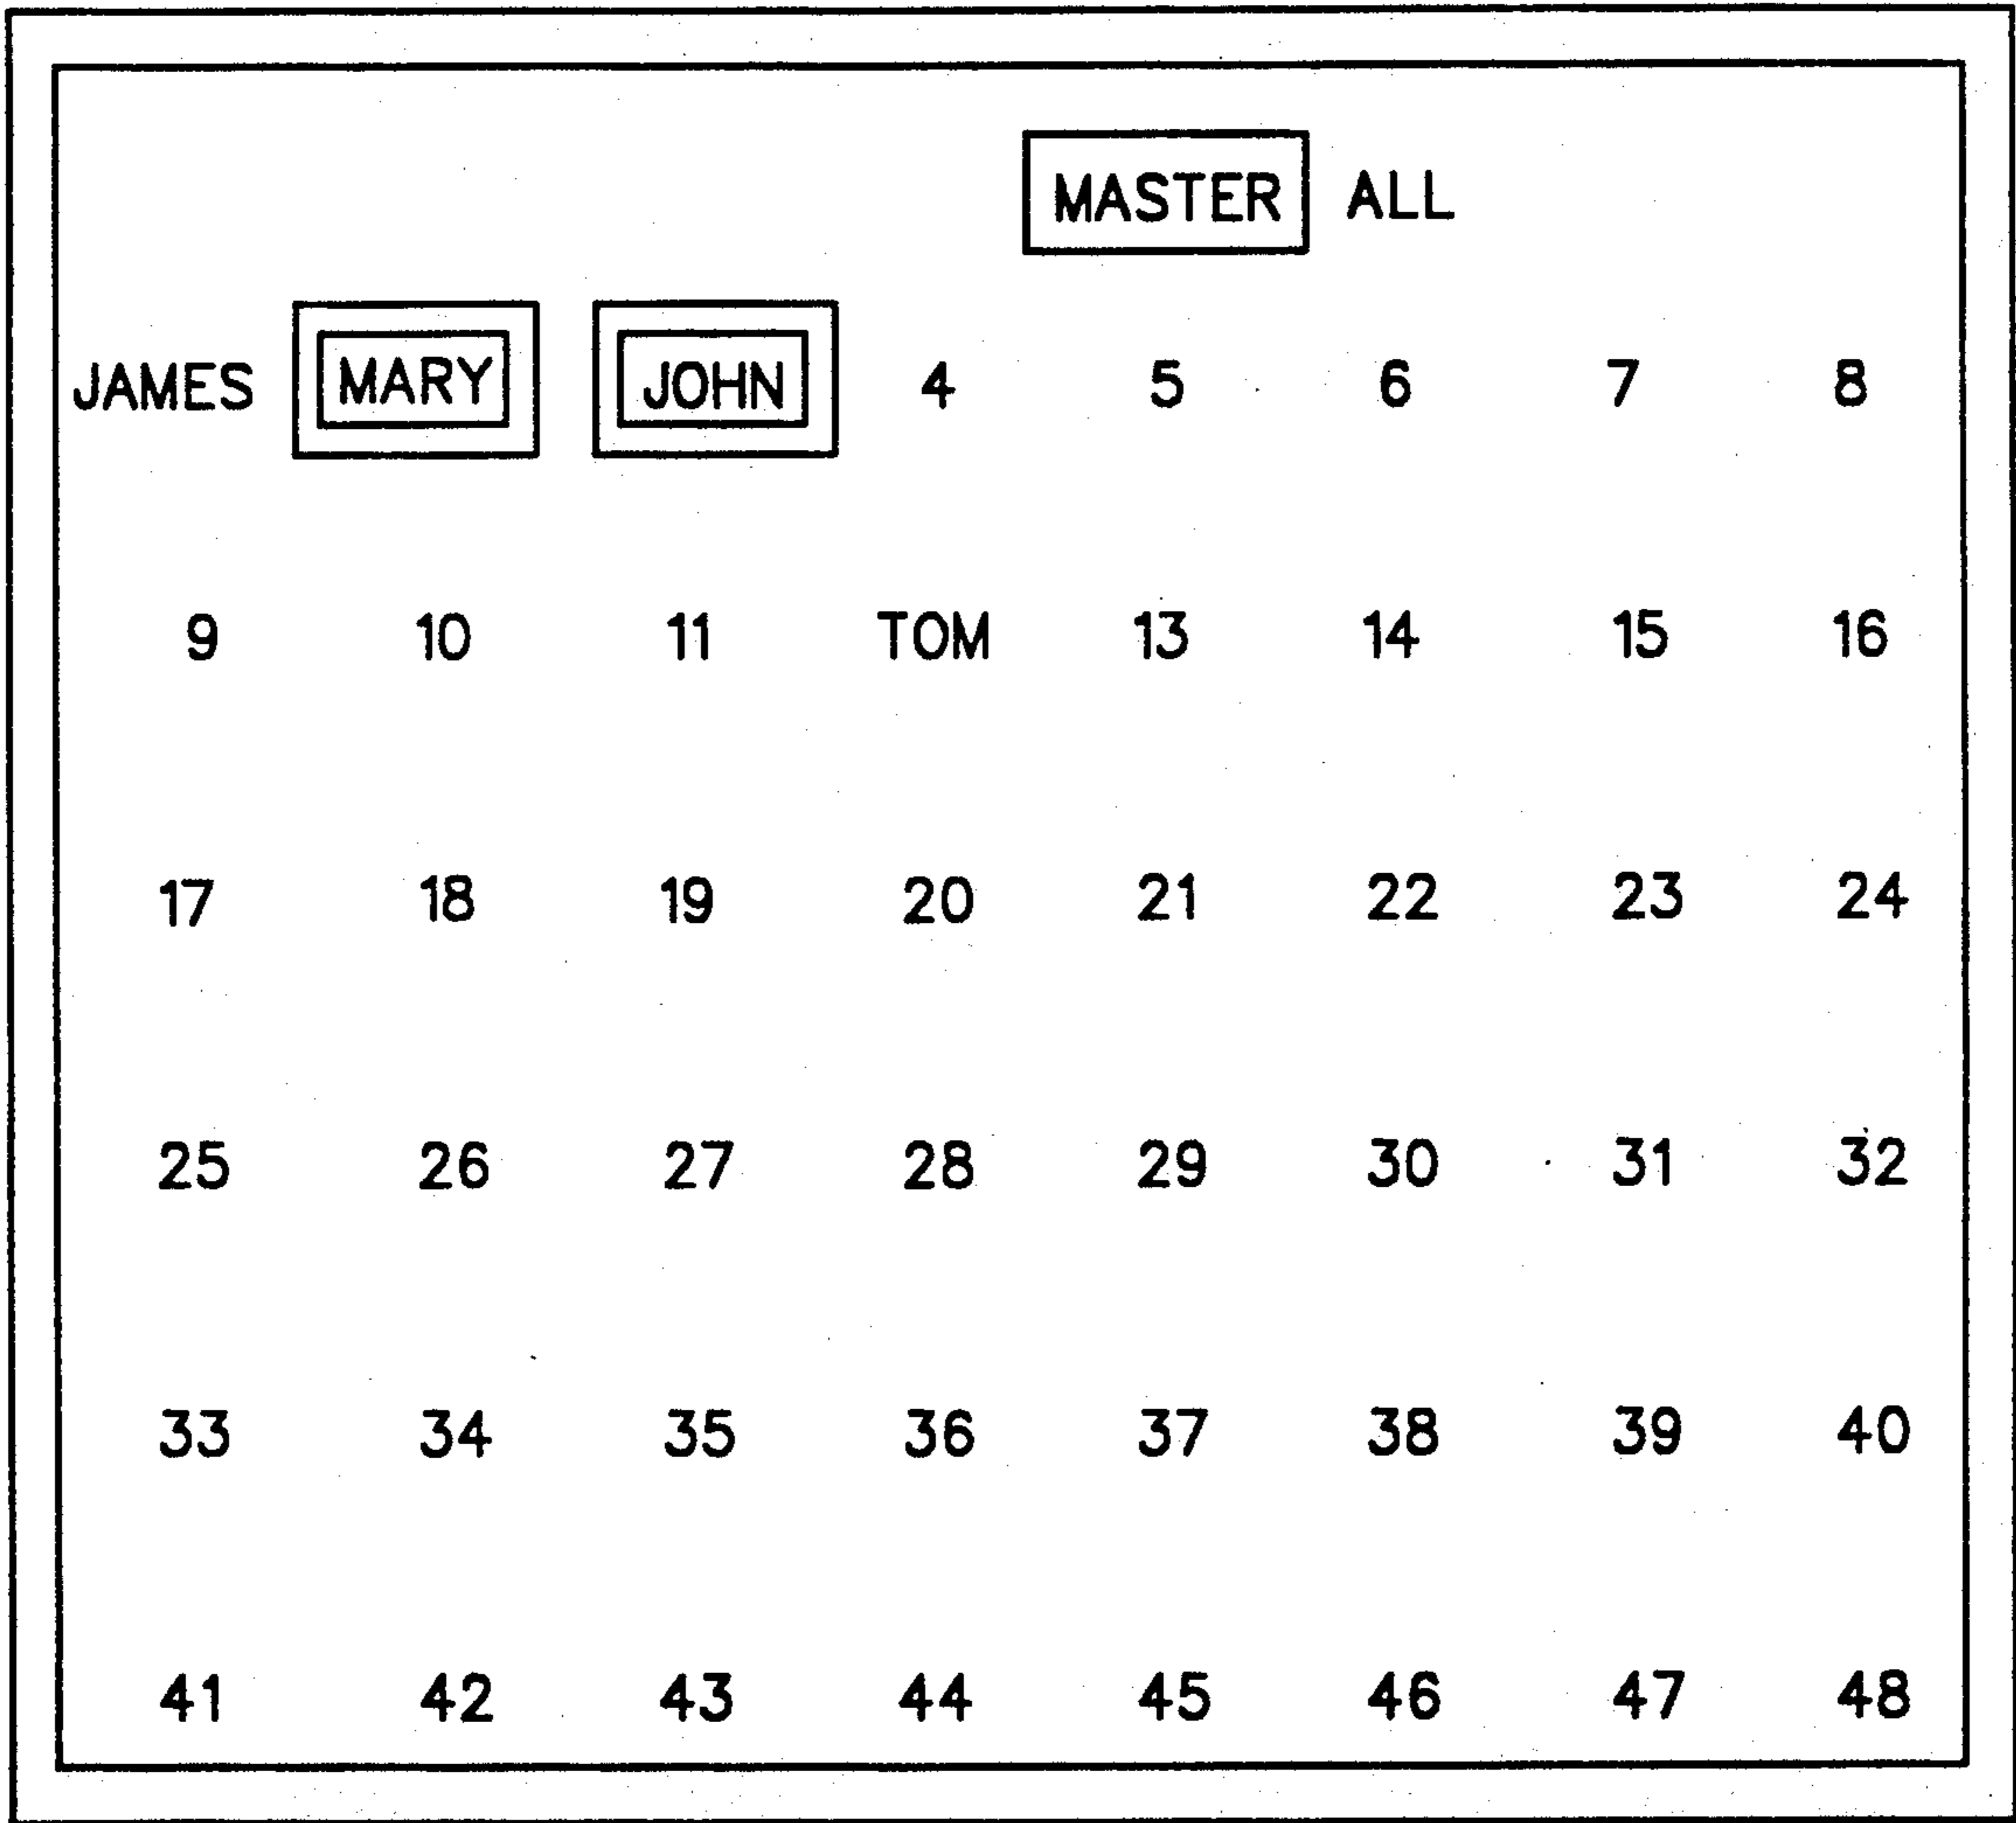 MASTER ALL
JAMES MARY JOHN 4 5 6 7 8
9 10 11 TOM 13 14 15 16
17 18 19 20 21 22 23 24
25 26 27 28 29 30 31 32
33 34 35 36 37 38 39 40
41 42 43 44 45 46 47 48